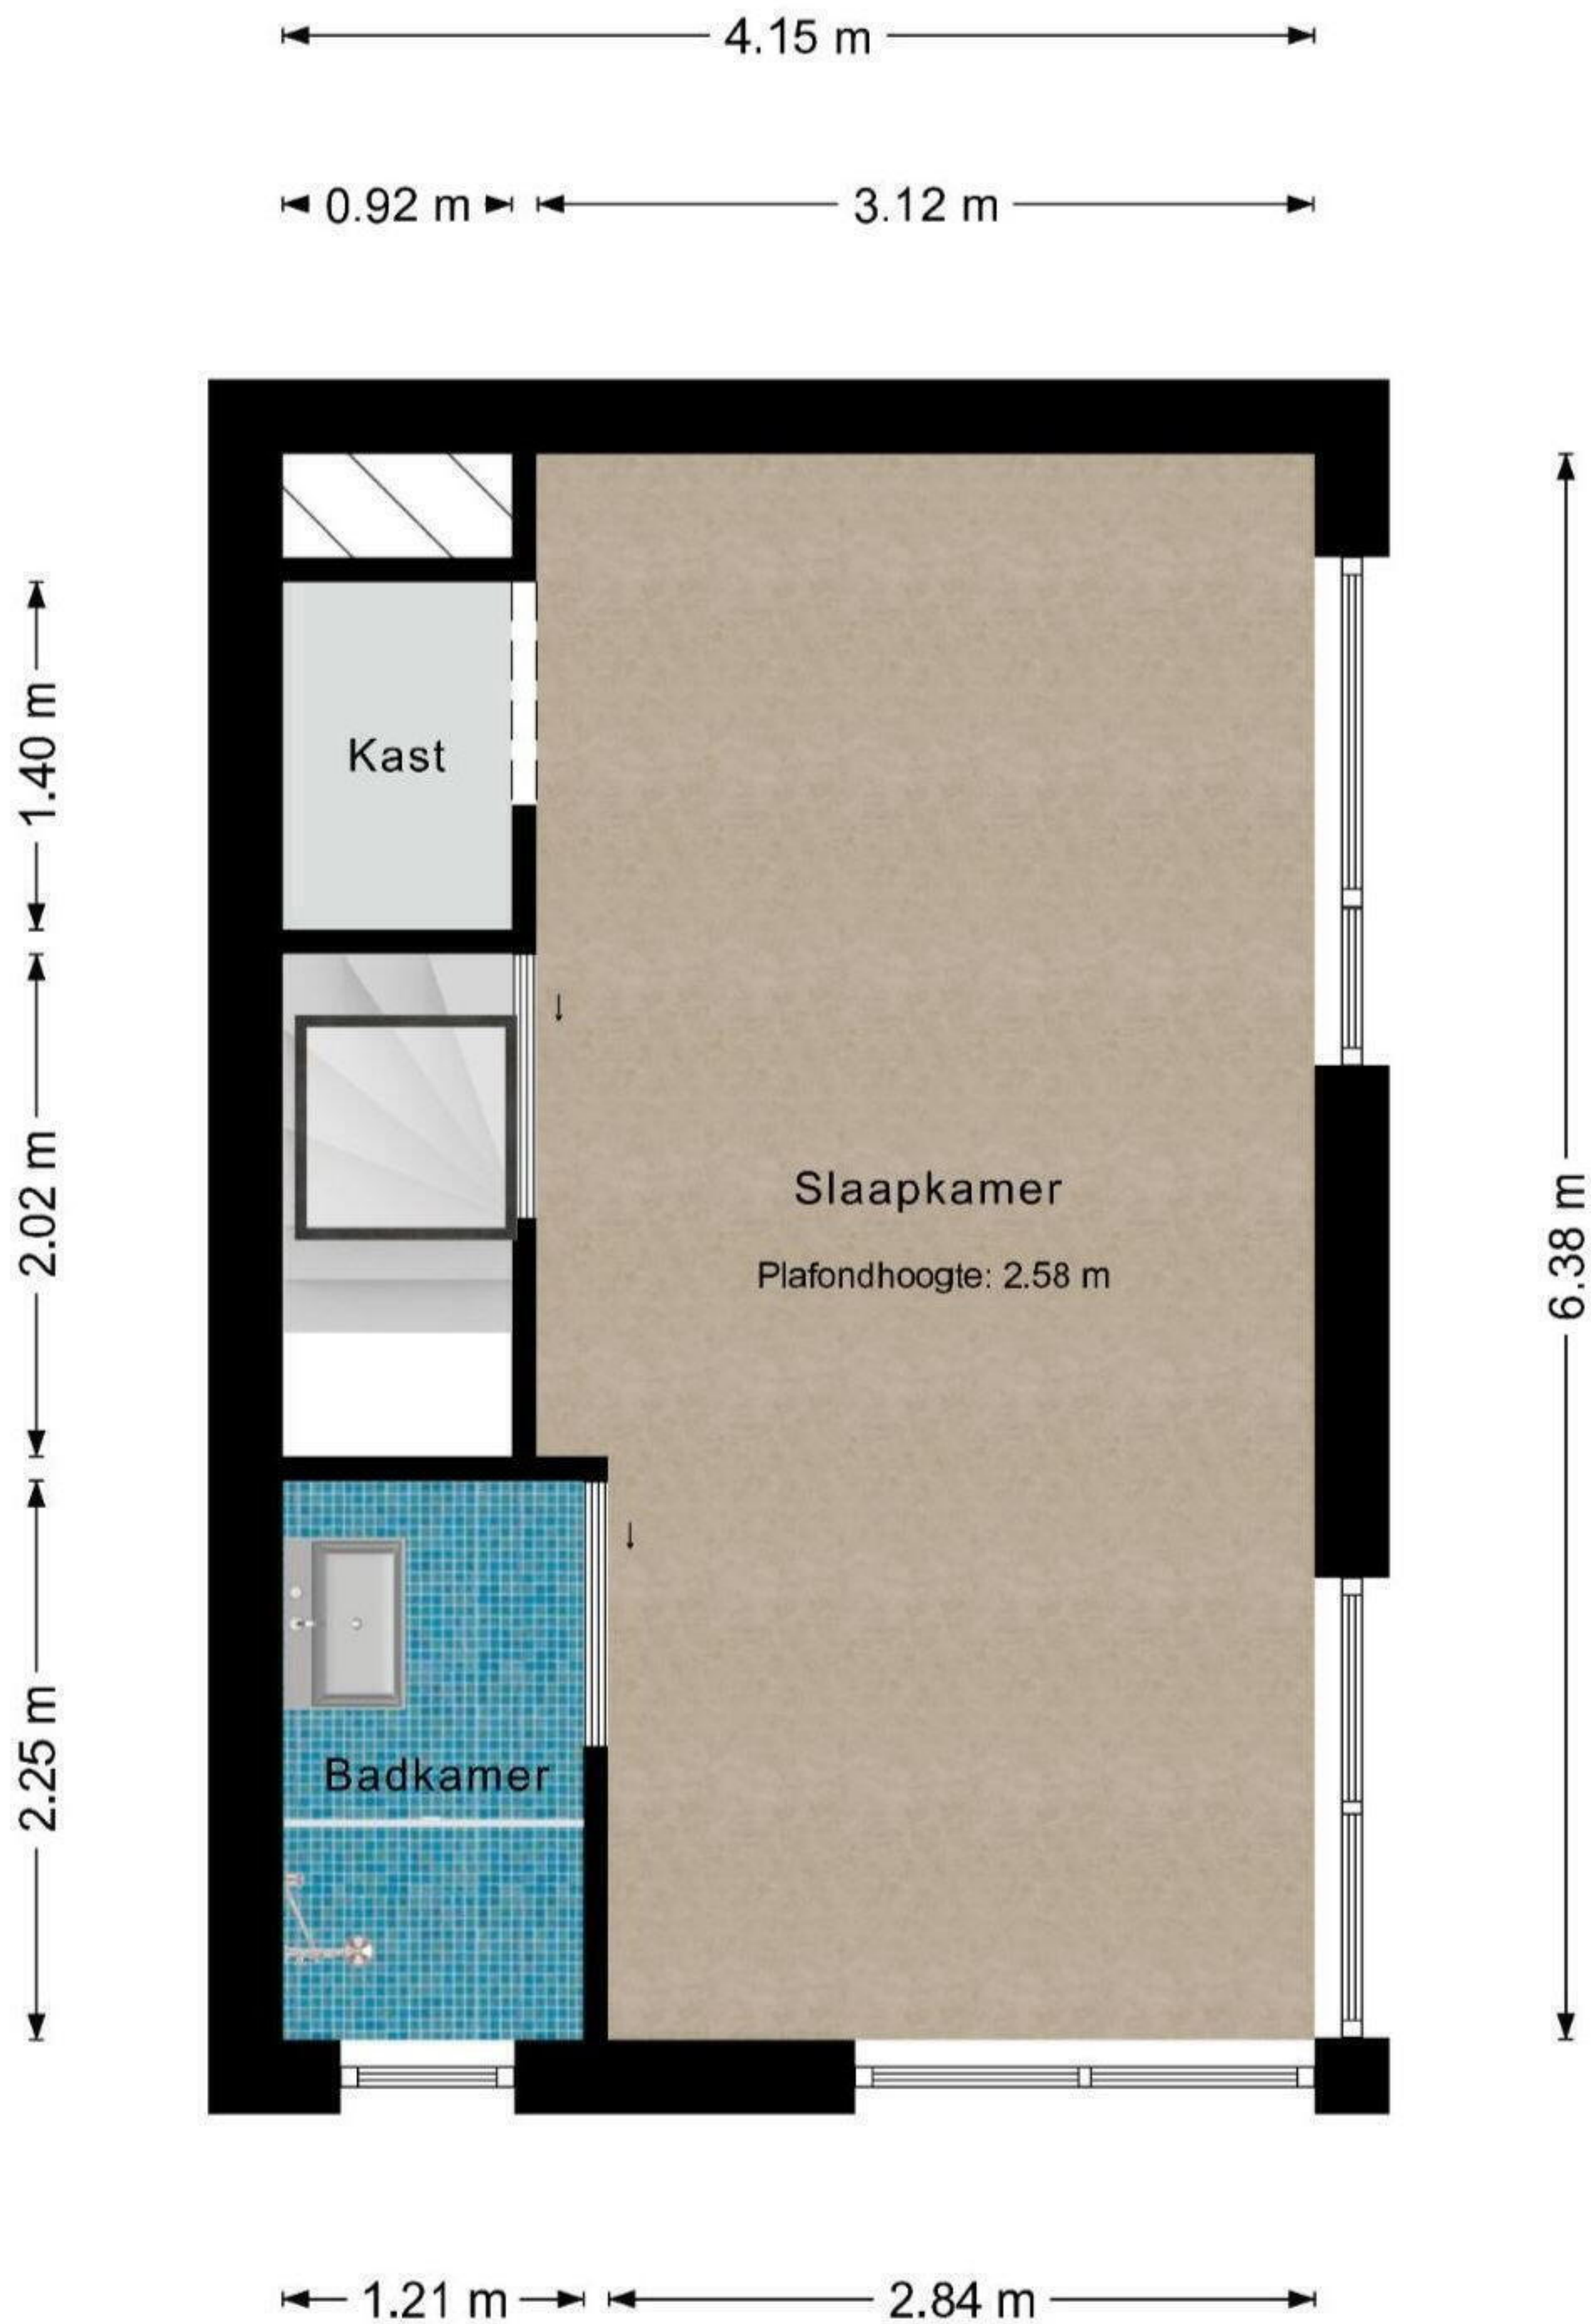 4.15 m
0.92 m
3.12 m
1.40 m
Kast
2.02 m
Slaapkamer
Plafondhoogte: 2.58 m
6.38 m
2.25 m
Badkamer
1.21 m
2.84 m